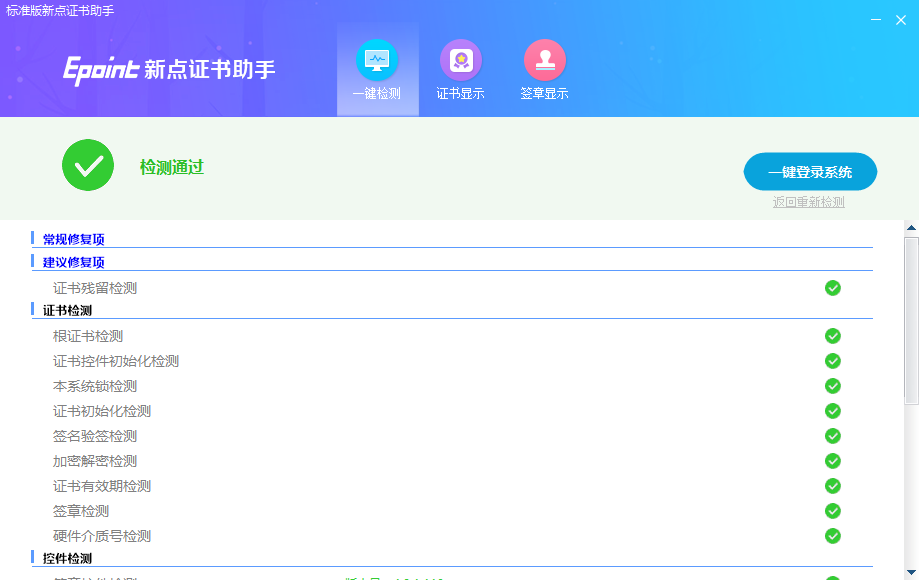 标准版新点证书助手
Epoint 新点证书助手
一键检测
证书显示
签章显示
检测通过
一键登录系统
返回重新检测
常规修复项
建议修复项
证书残留检测
证书检测
根证书检测
证书控件初始化检测
本系统锁检测
证书初始化检测
签名验签检测
加密解密检测
证书有效期检测
签章检测
硬件介质号检测
控件检测